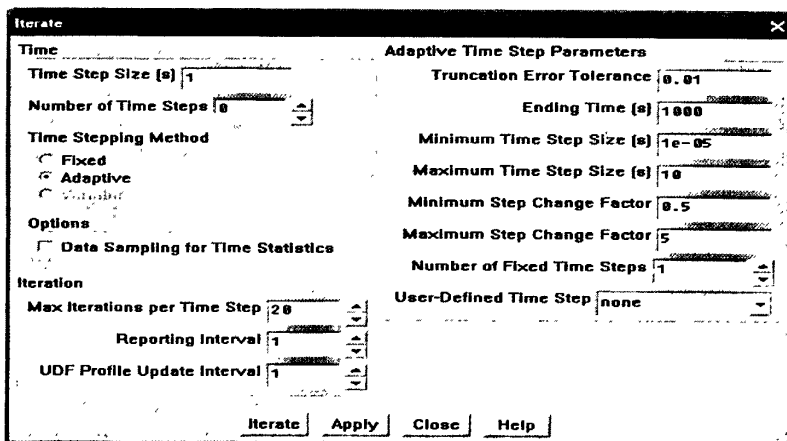 Iterate
Time
Time Step Size (s) 1
Number of Time Steps 0
Time Stepping Method
Fixed
Adaptive
Variable
Options
Data Sampling for Time Statistics
Iteration
Max Iterations per Time Step 20
Reporting Interval 1
UDF Profile Update Interval 1
Adaptive Time Step Parameters
Truncation Error Tolerance 0.01
Ending Time (s) 1000
Minimum Time Step Size (s) 1e-05
Maximum Time Step Size (s) 10
Minimum Step Change Factor 0.5
Maximum Step Change Factor 5
Number of Fixed Time Steps 1
User-Defined Time Step none
Iterate Apply Close Help